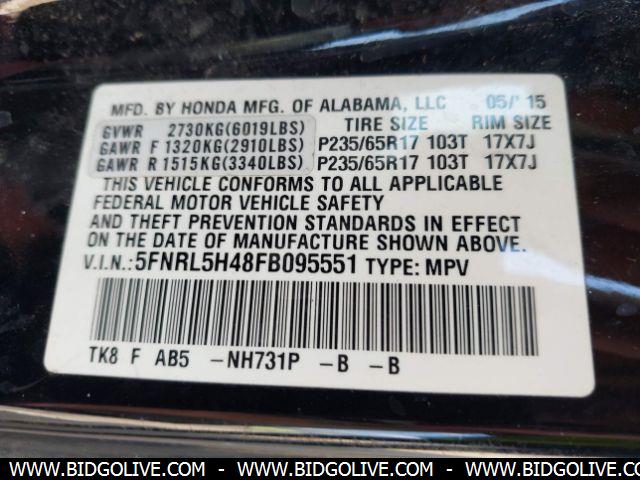 MFD. BY HONDA MFG. OF ALABAMA, LLC 05/15
GVWR 2730KG(6019LBS) TIRE SIZE RIM SIZE
GAWR F 1320KG(2910LBS) P235/65R17 103T 17X7J
GAWR R 1515KG(3340LBS) P235/65R17 103T 17X7J
THIS VEHICLE CONFORMS TO ALL APPLICABLE
FEDERAL MOTOR VEHICLE SAFETY
AND THEFT PREVENTION STANDARDS IN EFFECT
ON THE DATE OF MANUFACTURE SHOWN ABOVE.
V.I.N.:5FNRL5H48FB095551 TYPE: MPV
TK8 F AB5 -NH731P -B -B
WWW.BIDGOLIVE.COM - WWW.BIDGOLIVE.COM - WWW.BIDGOLIVE.COM